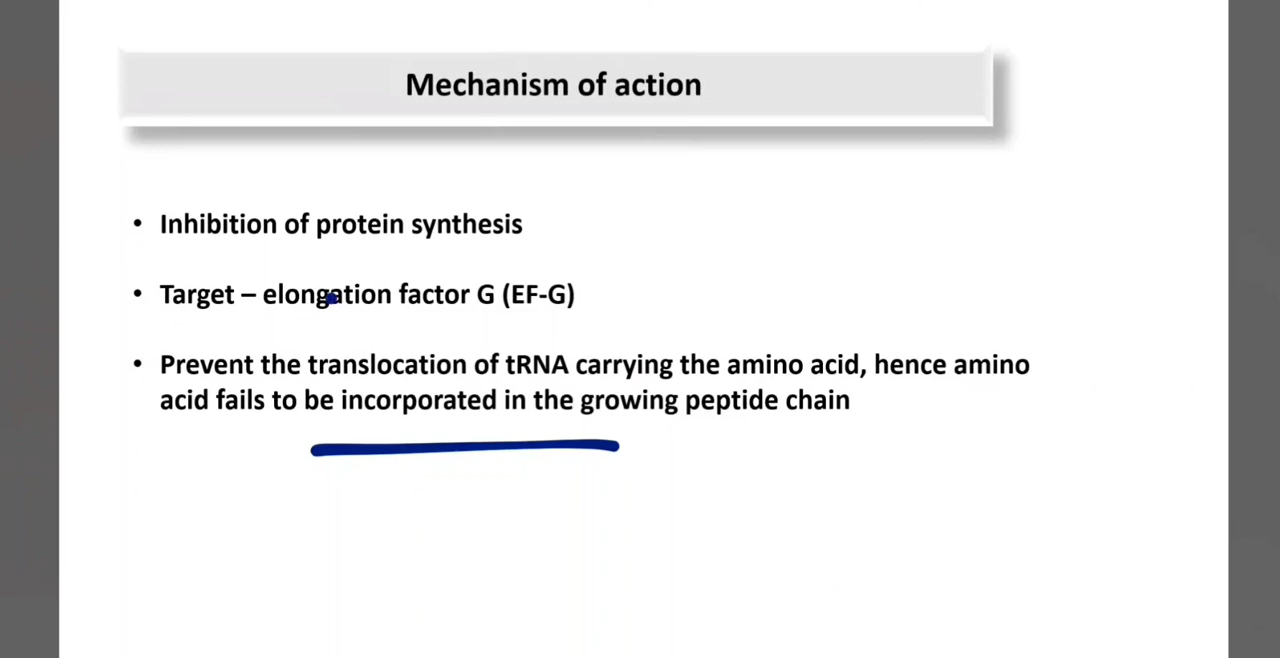 Mechanism of action
• Inhibition of protein synthesis
• Target – elongation factor G (EF-G)
• Prevent the translocation of tRNA carrying the amino acid, hence amino
acid fails to be incorporated in the growing peptide chain